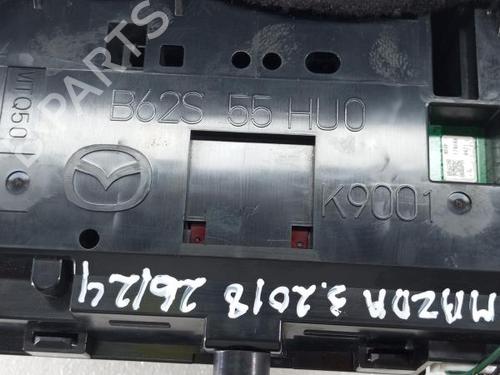 B-PARTS
MTQ50
B62S 55 HU0
K9001
MAZDA 3.2018 26/24